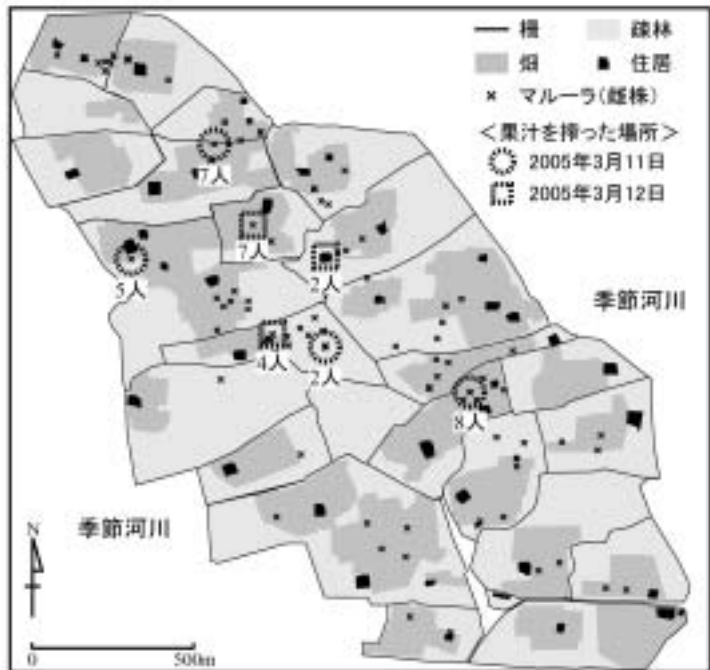 柵
疎林
畑
住居
マルーラ(雌株)
<果汁を搾った場所>
2005年3月11日
2005年3月12日
7人
7人
5人
2人
季節河川
4人
2人
8人
季節河川
N
0
500m